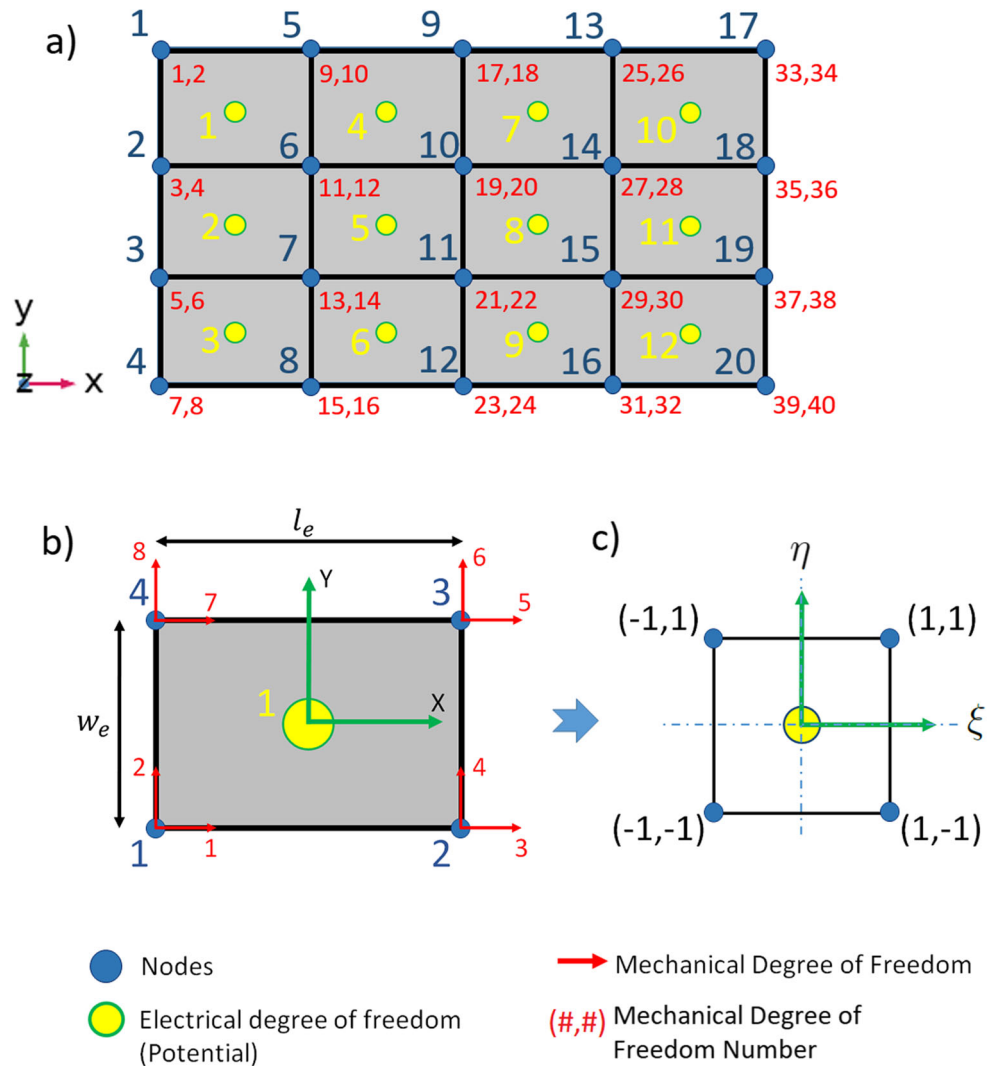 a)
1 5 9 13 17
1,2 9,10 17,18 25,26 33,34
1 4 7 10
2 6 10 14 18
3,4 11,12 19,20 27,28 35,36
2 5 8 11
3 7 11 15 19
5,6 13,14 21,22 29,30 37,38
3 6 9 12
4 8 12 16 20
7,8 15,16 23,24 31,32 39,40
y
z x
b)
l_e
8 6
4 Y 3
7 5
1 X
w_e
2 4
1 1 2 3
c)
η
(-1,1) (1,1)
ξ
(-1,-1) (1,-1)
Nodes
Electrical degree of freedom
(Potential)
Mechanical Degree of Freedom
(#,#) Mechanical Degree of
Freedom Number